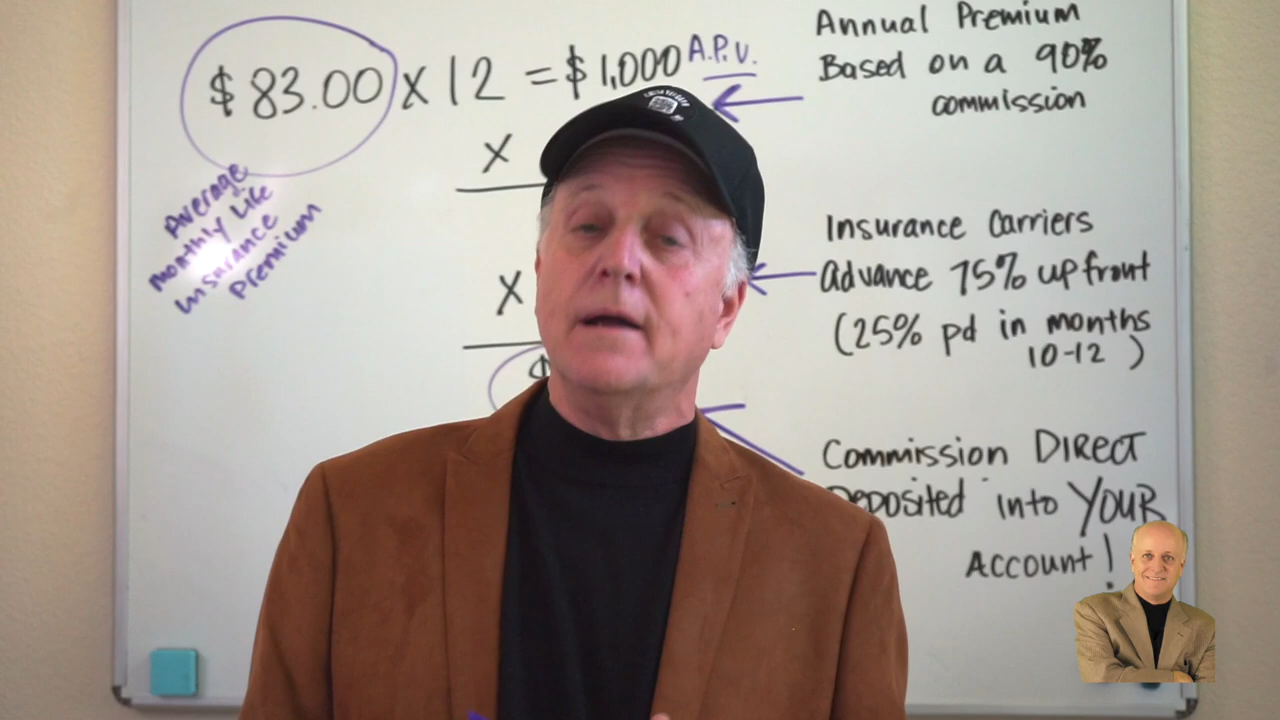 $83.00 X 12 = $1,000 A.P.V.
X
X
$
Average
monthly Life
Insurance
premium
Annual Premium
Based on a 90%
commission
Insurance Carriers
Advance 75% up front
(25% pd in months
10-12 )
Commission DIRECT
Deposited into YOUR
Account!